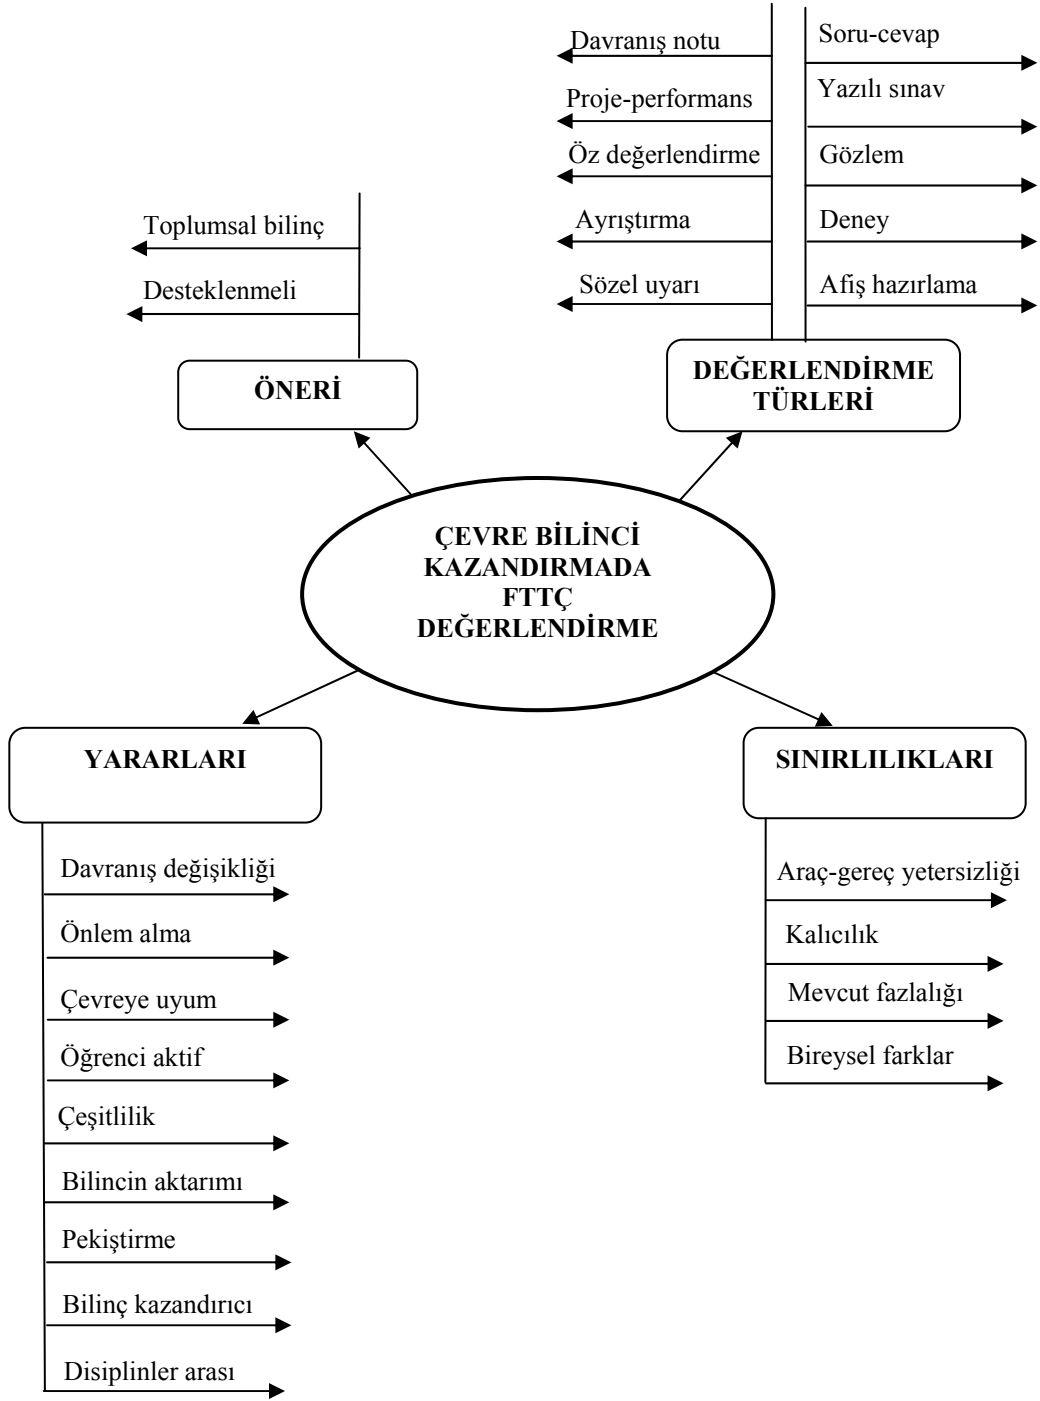 Davranış notu
Proje-performans
Öz değerlendirme
Ayrıştırma
Sözel uyarı
Soru-cevap
Yazılı sınav
Gözlem
Deney
Afiş hazırlama
Toplumsal bilinç
Desteklenmeli
ÖNERİ
DEĞERLENDİRME
TÜRLERİ
ÇEVRE BİLİNCİ
KAZANDIRMADA
FTTÇ
DEĞERLENDİRME
YARARLARI
Davranış değişikliği
Önlem alma
Çevreye uyum
Öğrenci aktif
Çeşitlilik
Bilincin aktarımı
Pekiştirme
Bilinç kazandırıcı
Disiplinler arası
SINIRLILIKLARI
Araç-gereç yetersizliği
Kalıcılık
Mevcut fazlalığı
Bireysel farklar